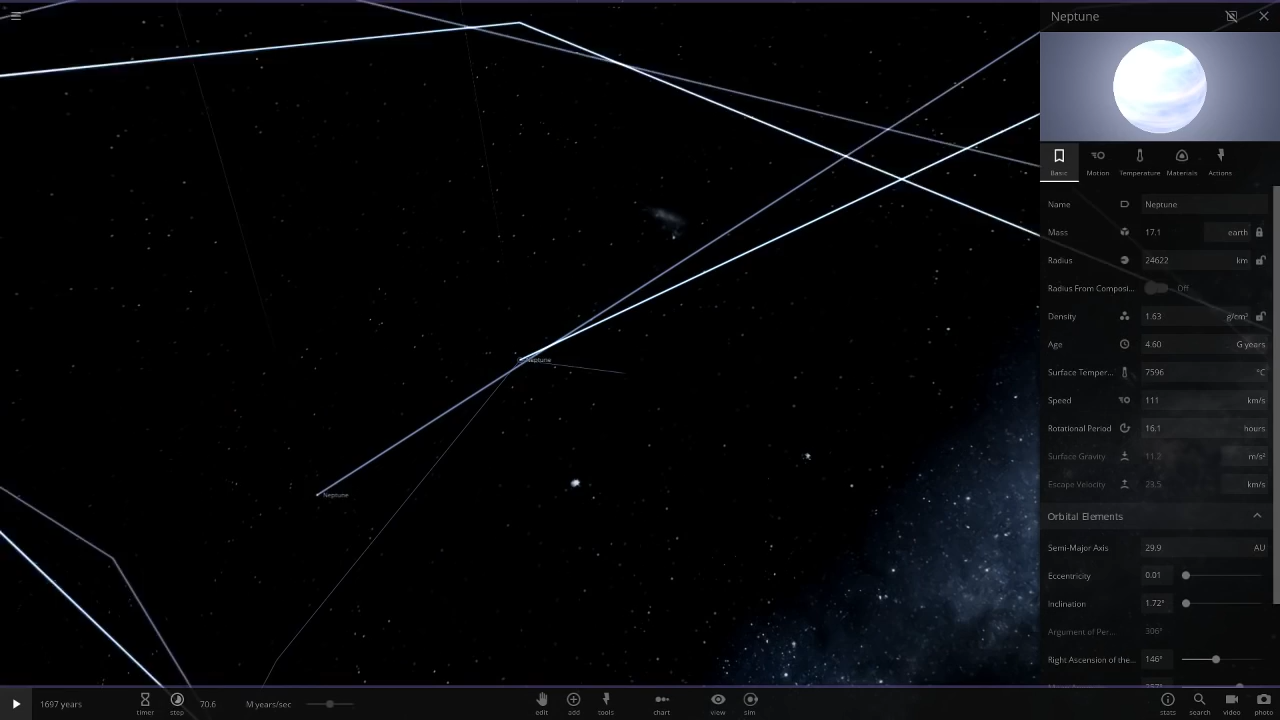 Neptune
Basic
Motion
Temperature
Materials
Actions
Name Neptune
Mass 17.1 earth
Radius 24622 km
Radius From Composi... Off
Density 1.63 g/cm³
Age 4.60 G years
Surface Temper... 7596 °C
Speed 111 km/s
Rotational Period 16.1 hours
Surface Gravity 11.2 m/s²
Escape Velocity 23.5 km/s
Orbital Elements
Semi-Major Axis 29.9 AU
Eccentricity 0.01
Inclination 1.72°
Argument of Per... 306°
Right Ascension of the... 146°
Neptune
Neptune
1697 years
timer
step
70.6 M years/sec
edit
add
tools
chart
view
sim
stats
search
video
photo